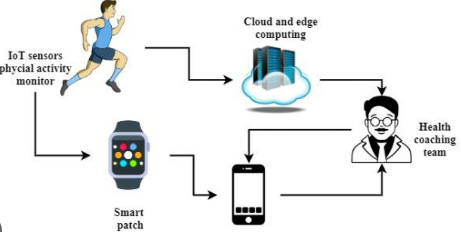 Cloud and edge
computing
IoT sensors
phycial activity
monitor
Health
coaching
team
Smart
patch